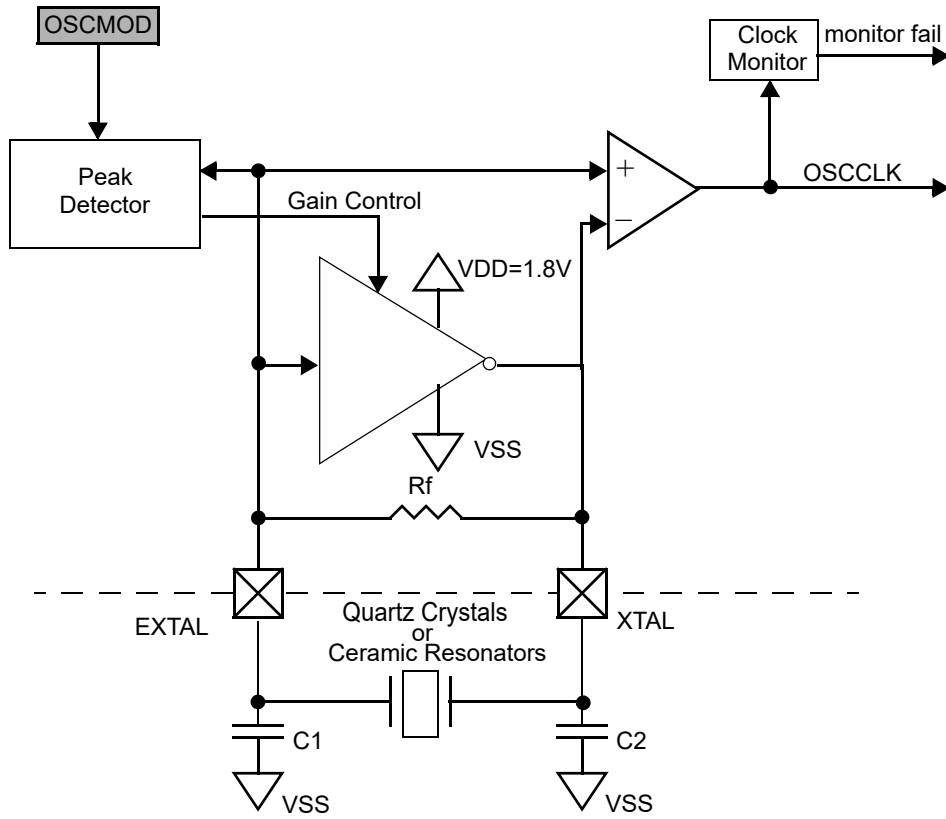 OSCMOD
Clock
Monitor
monitor fail
Peak
Detector
+
OSCCLK
Gain Control
−
VDD=1.8V
VSS
Rf
EXTAL
Quartz Crystals
or
Ceramic Resonators
XTAL
C1
C2
VSS
VSS